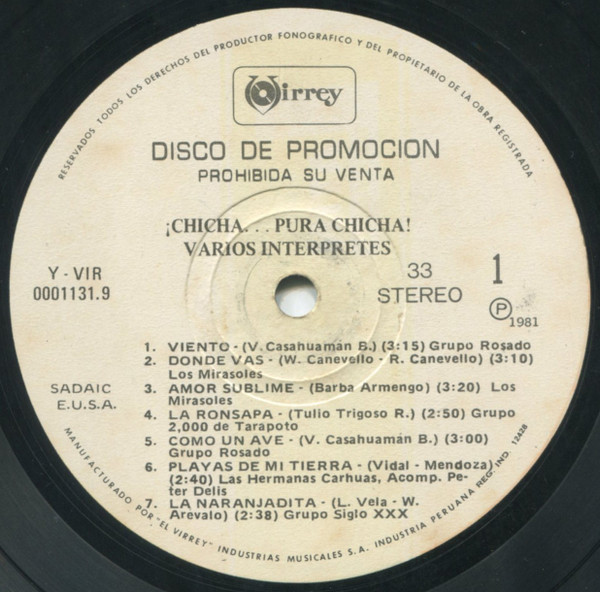 RESERVADOS TODOS LOS DERECHOS DEL PRODUCTOR FONOGRAFICO Y DEL PROPIETARIO DE LA OBRA REGISTRADA
Virrey
DISCO DE PROMOCION
PROHIBIDA SU VENTA
¡CHICHA. . . PURA CHICHA!
VARIOS INTERPRETES
Y - VIR
0001131.9
33
STEREO
1
Ⓟ1981
1. VIENTO - (V. Casahuamán B.) (3:15) Grupo Rosado
2. DONDE VAS - (W. Canevello - R. Canevello) (3:10)
Los Mirasoles
3. AMOR SUBLIME - (Barba Armengo) (3:20) Los
Mirasoles
4. LA RONSAPA - (Tulio Trigoso R.) (2:50) Grupo
2,000 de Tarapoto
5. COMO UN AVE - (V. Casahuamán B.) (3:00)
Grupo Rosado
6. PLAYAS DE MI TIERRA - (Vidal - Mendoza)
(2:40) Las Hermanas Carhuas, Acomp. Pe-
ter Delis
7. LA NARANJADITA - (L. Vela - W.
Arevalo) (2:38) Grupo Siglo XXX
SADAIC
E.U.S.A.
MANUFACTURADO POR "EL VIRREY" INDUSTRIAS MUSICALES S. A. INDUSTRIA PERUANA REG. IND. 12428